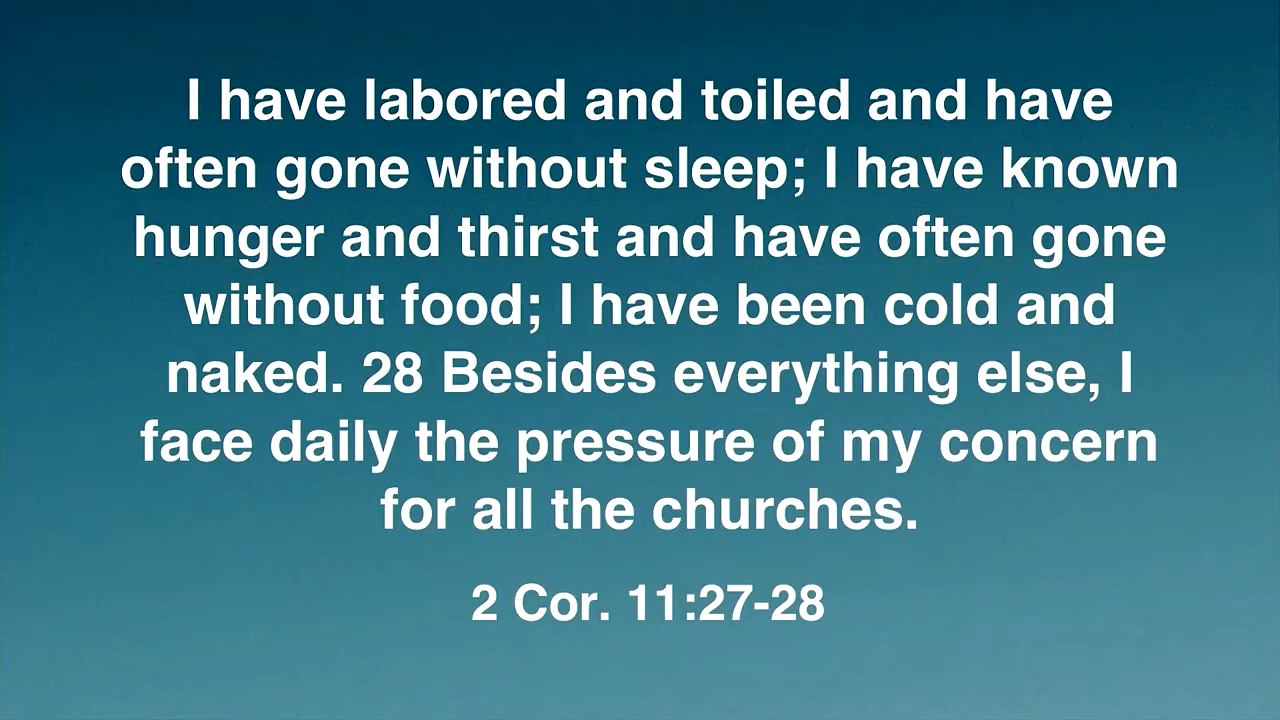 I have labored and toiled and have
often gone without sleep; I have known
hunger and thirst and have often gone
without food; I have been cold and
naked. 28 Besides everything else, I
face daily the pressure of my concern
for all the churches.
2 Cor. 11:27-28